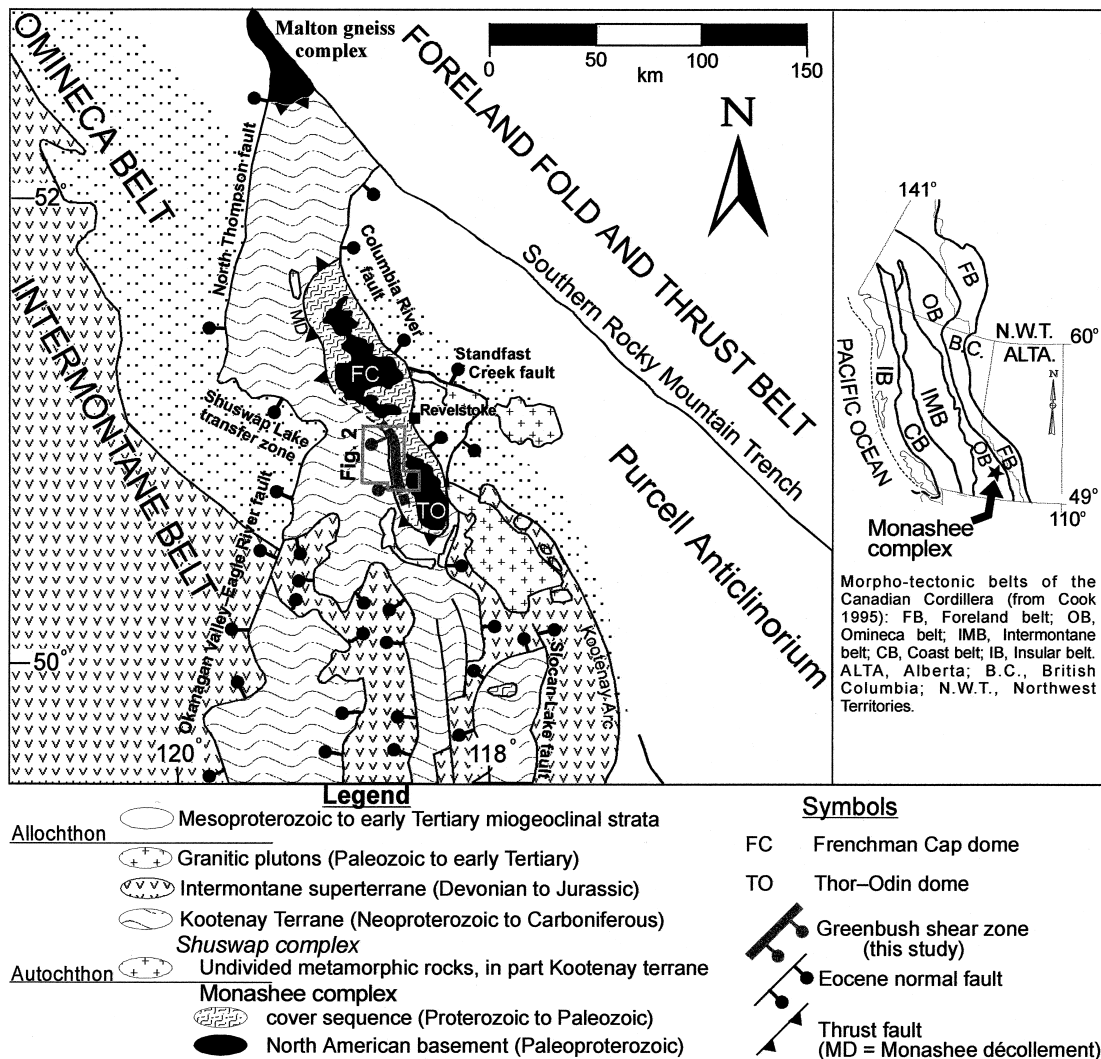 Malton gneiss
complex
0 50 100 150
km
N
OMINECA BELT
FORELAND FOLD AND THRUST BELT
INTERMONTANE BELT
52°
North Thompson fault
Columbia River
fault
MD
FC
Standfast
Creek fault
Southern Rocky Mountain Trench
Shuswap Lake
transfer zone
Revelstoke
Fig. 2
TO
Purcell Anticlinorium
Okanagan Valley-Eagle River fault
50°
120°
118°
Slocan Lake fault
Kootenay Arc
141°
FB
OB
N.W.T.
B.C.
60°
ALTA.
N
PACIFIC OCEAN
IB
IMB
CB
OB
FB
49°
110°
Monashee
complex
Morpho-tectonic belts of the
Canadian Cordillera (from Cook
1995): FB, Foreland belt; OB,
Omineca belt; IMB, Intermontane
belt; CB, Coast belt; IB, Insular belt.
ALTA, Alberta; B.C., British
Columbia; N.W.T., Northwest
Territories.
Legend
Allochthon
Mesoproterozoic to early Tertiary miogeoclinal strata
Granitic plutons (Paleozoic to early Tertiary)
Intermontane superterrane (Devonian to Jurassic)
Kootenay Terrane (Neoproterozoic to Carboniferous)
Shuswap complex
Autochthon
Undivided metamorphic rocks, in part Kootenay terrane
Monashee complex
cover sequence (Proterozoic to Paleozoic)
North American basement (Paleoproterozoic)
Symbols
FC Frenchman Cap dome
TO Thor–Odin dome
Greenbush shear zone
(this study)
Eocene normal fault
Thrust fault
(MD = Monashee décollement)